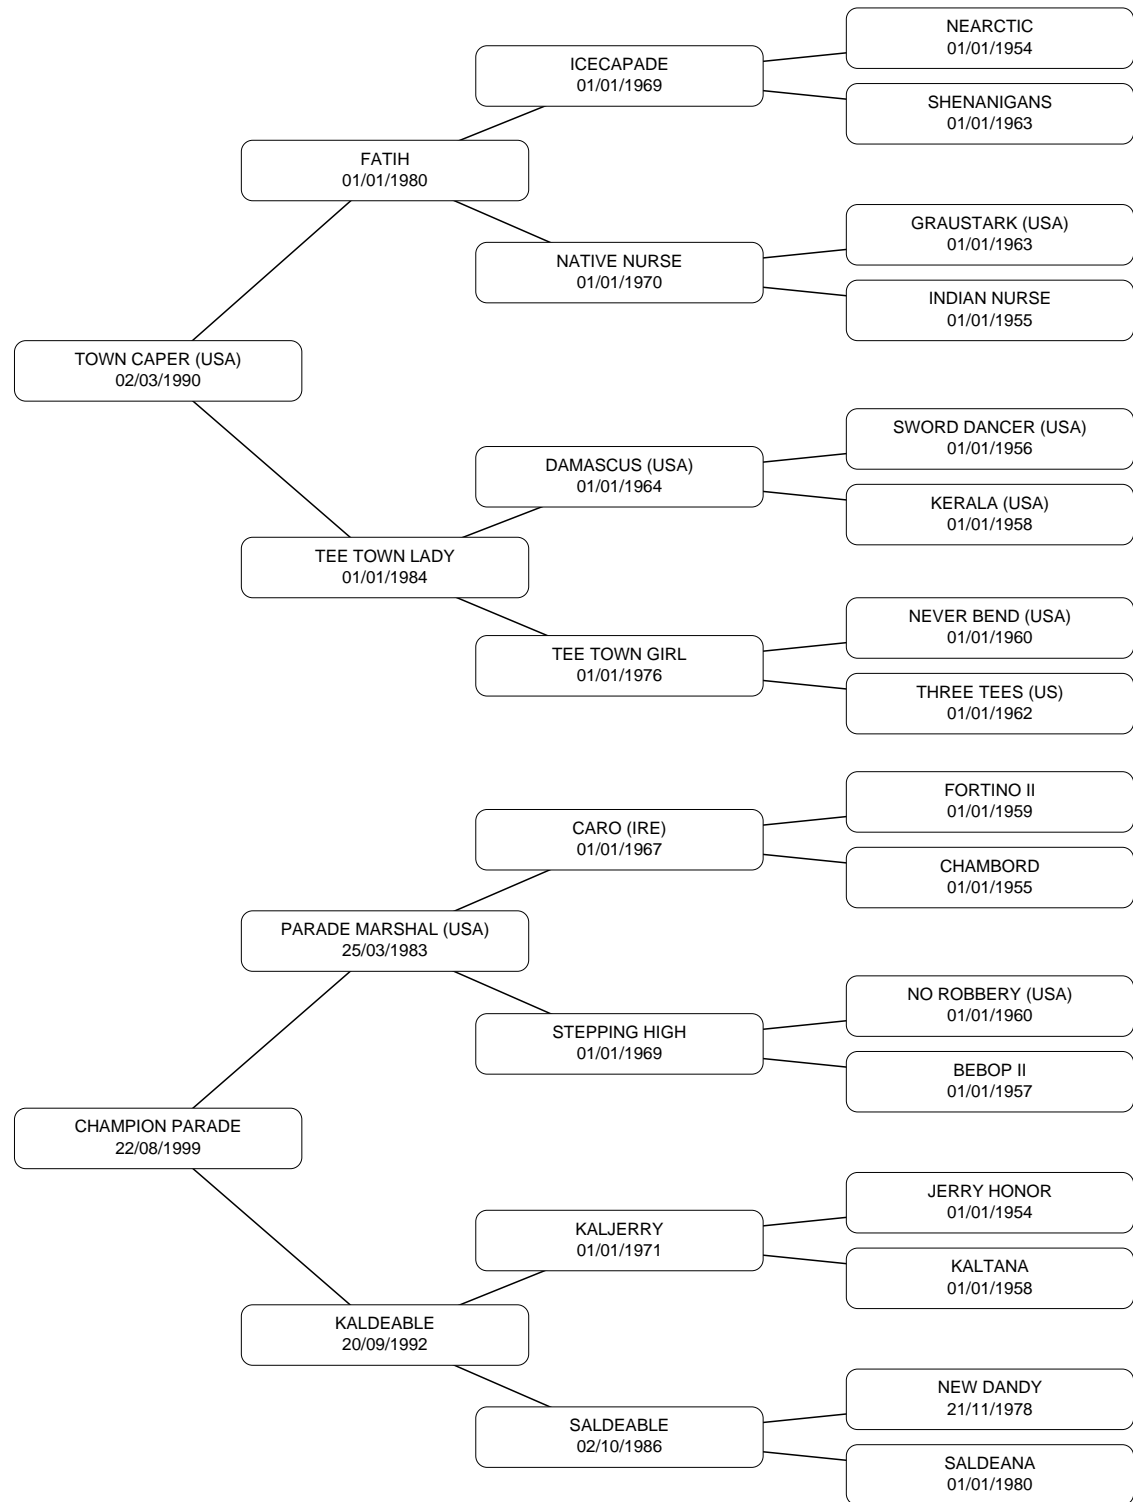 NEARCTIC
01/01/1954
ICECAPADE
01/01/1969
SHENANIGANS
01/01/1963
FATIH
01/01/1980
GRAUSTARK (USA)
01/01/1963
NATIVE NURSE
01/01/1970
INDIAN NURSE
01/01/1955
TOWN CAPER (USA)
02/03/1990
SWORD DANCER (USA)
01/01/1956
DAMASCUS (USA)
01/01/1964
KERALA (USA)
01/01/1958
TEE TOWN LADY
01/01/1984
NEVER BEND (USA)
01/01/1960
TEE TOWN GIRL
01/01/1976
THREE TEES (US)
01/01/1962
FORTINO II
01/01/1959
CARO (IRE)
01/01/1967
CHAMBORD
01/01/1955
PARADE MARSHAL (USA)
25/03/1983
NO ROBBERY (USA)
01/01/1960
STEPPING HIGH
01/01/1969
BEBOP II
01/01/1957
CHAMPION PARADE
22/08/1999
JERRY HONOR
01/01/1954
KALJERRY
01/01/1971
KALTANA
01/01/1958
KALDEABLE
20/09/1992
NEW DANDY
21/11/1978
SALDEABLE
02/10/1986
SALDEANA
01/01/1980